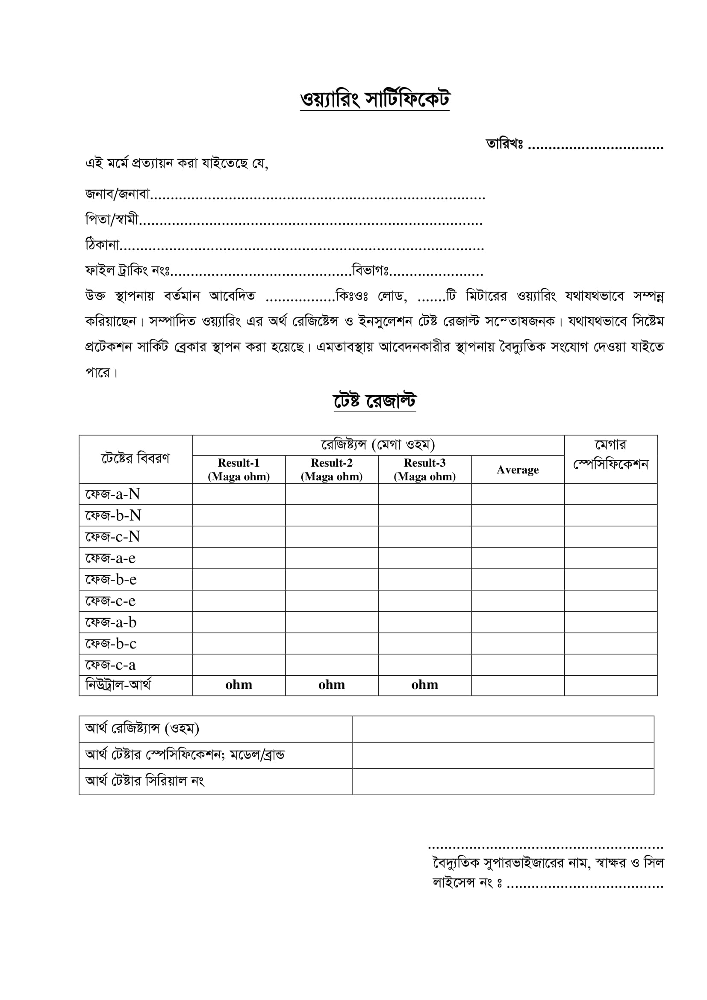 ওয়্যারিং সার্টিফিকেট
তারিখঃ .................................
এই মর্মে প্রত্যায়ন করা যাইতেছে যে,
জনাব/জনাবা.................................................................................
পিতা/স্বামী...................................................................................
ঠিকানা........................................................................................
ফাইল ট্রাকিং নংঃ............................................বিভাগঃ.......................
উক্ত স্থাপনায় বর্তমান আবেদিত .................কিঃওঃ লোড, .......টি মিটারের ওয়্যারিং যথাযথভাবে সম্পন্ন
করিয়াছেন। সম্পাদিত ওয়্যারিং এর অর্থ রেজিষ্টেন্স ও ইনসুলেশন টেষ্ট রেজাল্ট সন্তোষজনক। যথাযথভাবে সিষ্টেম
প্রটেকশন সার্কিট ব্রেকার স্থাপন করা হয়েছে। এমতাবস্থায় আবেদনকারীর স্থাপনায় বৈদ্যুতিক সংযোগ দেওয়া যাইতে
পারে।
টেষ্ট রেজাল্ট
টেষ্টের বিবরণ রেজিষ্ট্যন্স (মেগা ওহম) মেগার
স্পেসিফিকেশন
Result-1 Result-2 Result-3 Average
(Maga ohm) (Maga ohm) (Maga ohm)
ফেজ-a-N
ফেজ-b-N
ফেজ-c-N
ফেজ-a-e
ফেজ-b-e
ফেজ-c-e
ফেজ-a-b
ফেজ-b-c
ফেজ-c-a
নিউট্রাল-আর্থ ohm ohm ohm
আর্থ রেজিষ্ট্যান্স (ওহম)
আর্থ টেষ্টার স্পেসিফিকেশন; মডেল/ব্রান্ড
আর্থ টেষ্টার সিরিয়াল নং
.........................................................
বৈদ্যুতিক সুপারভাইজারের নাম, স্বাক্ষর ও সিল
লাইসেন্স নং ঃ ......................................